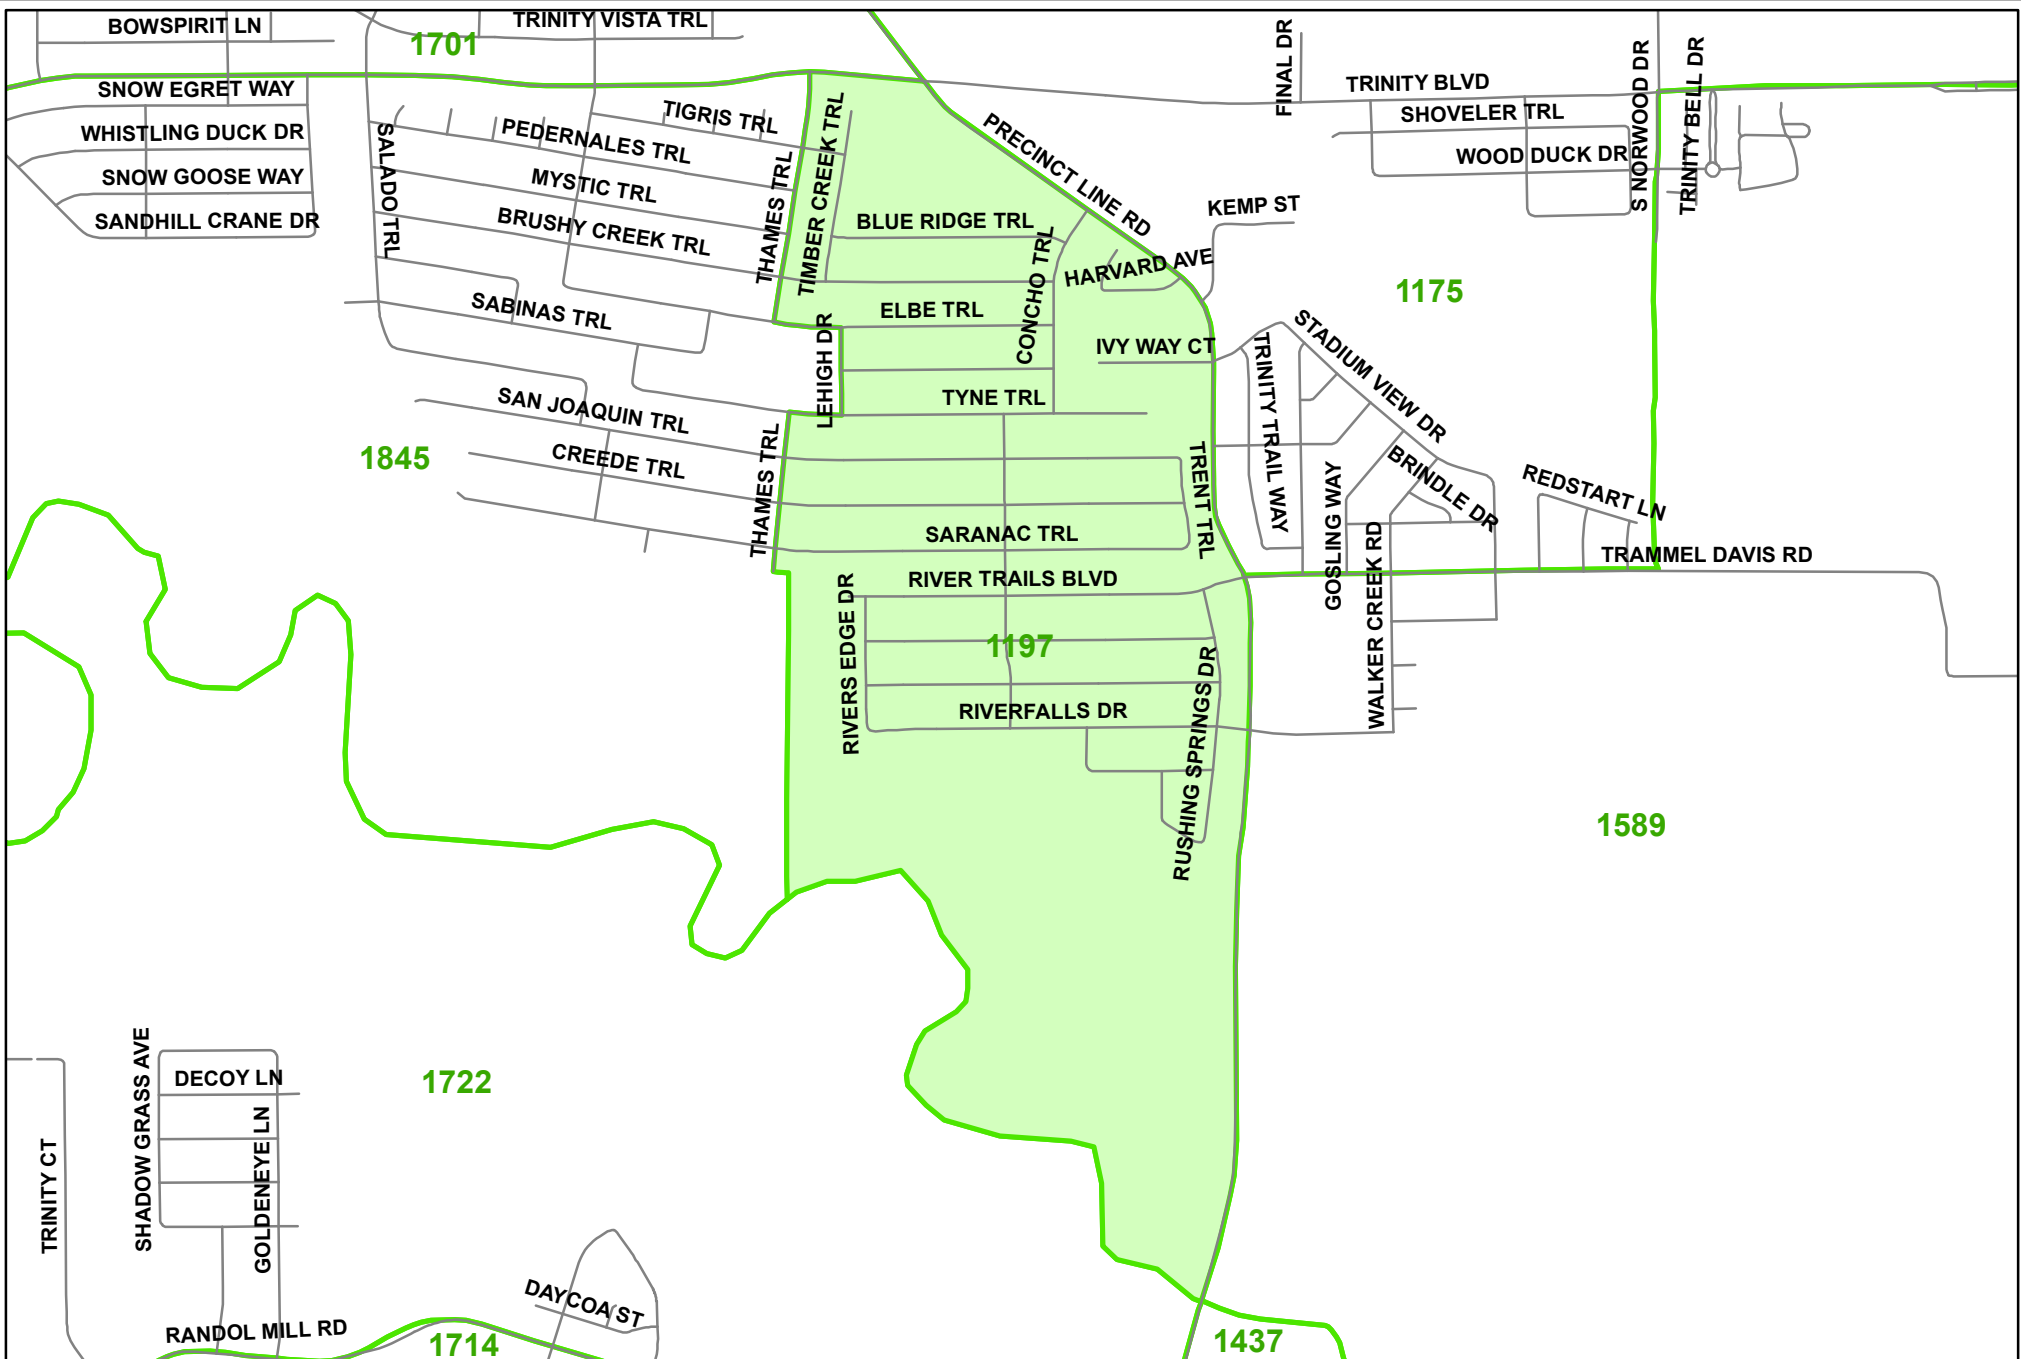 BOWSPIRIT LN
TRINITY VISTA TRL
1701
SNOW EGRET WAY
WHISTLING DUCK DR
SNOW GOOSE WAY
SANDHILL CRANE DR
SALADO TRL
TIGRIS TRL
PEDERNALES TRL
MYSTIC TRL
BRUSHY CREEK TRL
THAMES TRL
TIMBER CREEK TRL
PRECINCT LINE RD
BLUE RIDGE TRL
CONCHO TRL
HARVARD AVE
KEMP ST
FINAL DR
TRINITY BLVD
SHOVELER TRL
WOOD DUCK DR
S NORWOOD DR
TRINITY BELL DR
1175
SABINAS TRL
ELBE TRL
LEHIGH DR
IVY WAY CT
TYNE TRL
STADIUM VIEW DR
TRINITY TRAIL WAY
SAN JOAQUIN TRL
CREEDE TRL
1845
THAMES TRL
TRENT TRL
SARANAC TRL
GOSLING WAY
BRINDLE DR
REDSTART LN
TRAMMEL DAVIS RD
RIVER TRAILS BLVD
RIVERS EDGE DR
1197
WALKER CREEK RD
RIVERFALLS DR
RUSHING SPRINGS DR
1589
1722
SHADOW GRASS AVE
DECOY LN
GOLDENEYE LN
TRINITY CT
DAYCOA ST
RANDOL MILL RD
1714
1437